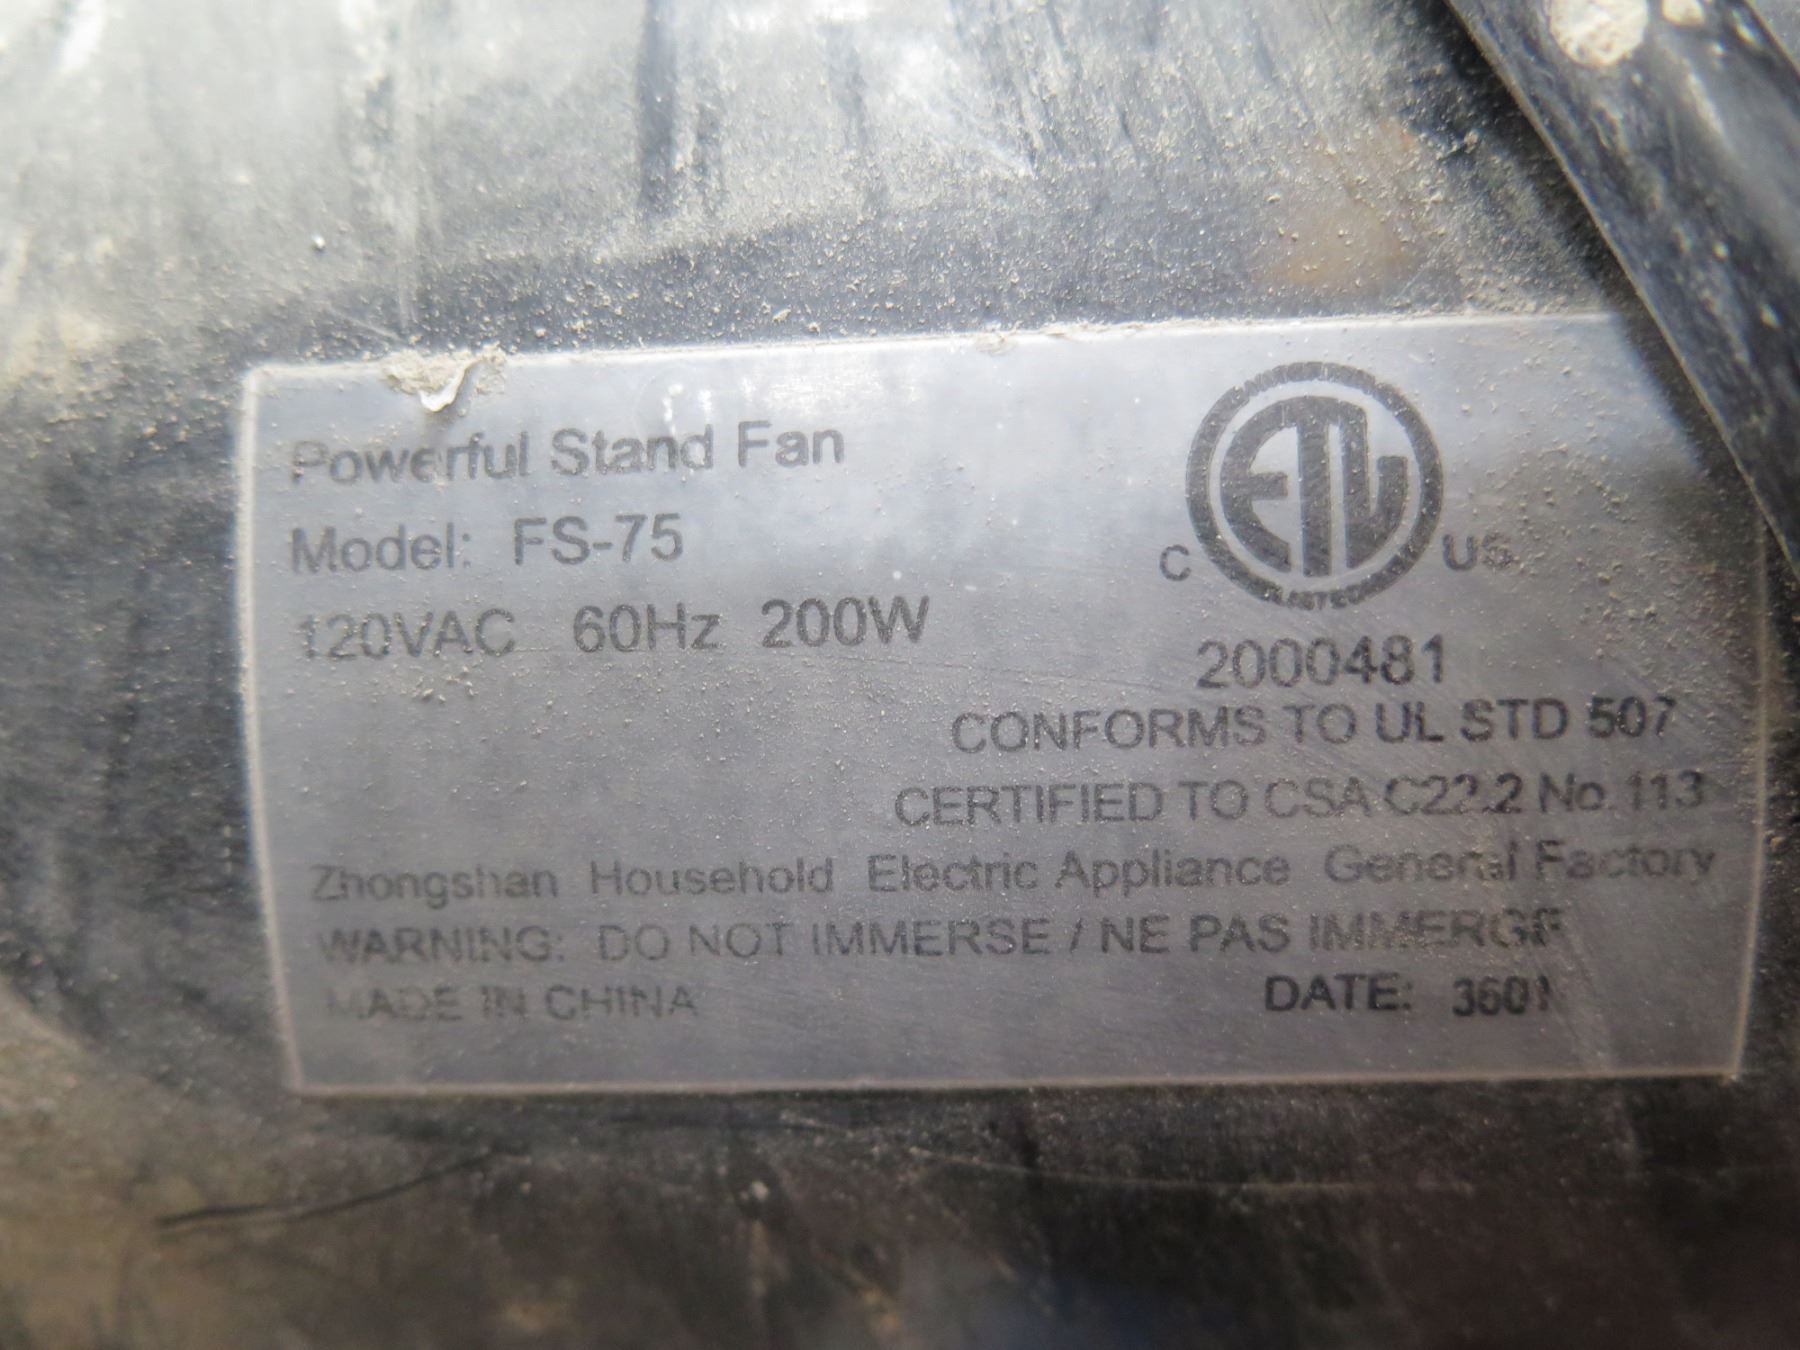 Powerful Stand Fan
Model: FS-75
120VAC 60Hz 200W
ETL
C US
2000481
CONFORMS TO UL STD 507
CERTIFIED TO CSA C22.2 No. 113
Zhongshan Household Electric Appliance General Factory
WARNING: DO NOT IMMERSE / NE PAS IMMERGE
MADE IN CHINA
DATE: 3601